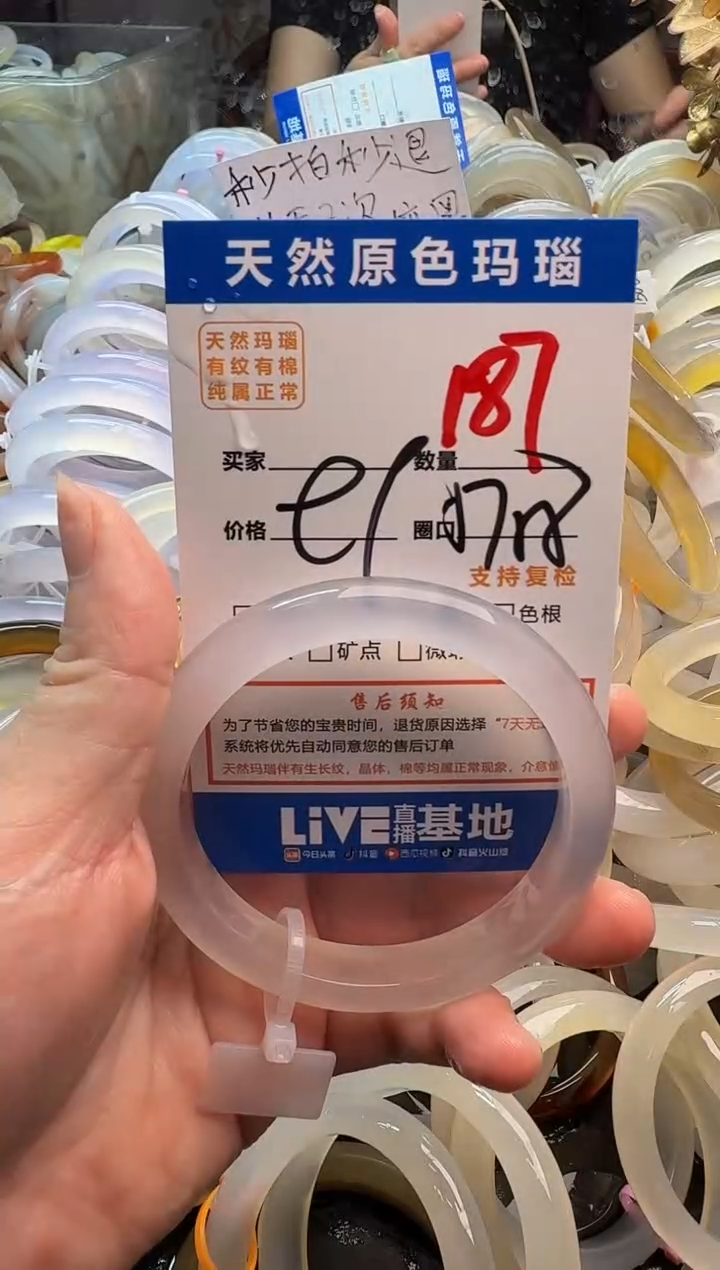 秒拍秒退
天然原色玛瑙
天然玛瑙
有纹有棉
纯属正常
187
买家 数量
价格 圈口
支持复检
色根
矿点
售后须知
为了节省您的宝贵时间，退货原因选择“7天无
系统将优先自动同意您的售后订单
天然玛瑙伴有生长纹，晶体，棉等均属正常现象，介意
LiVE直播基地
今日头条 抖音 西瓜视频 抖音火山版